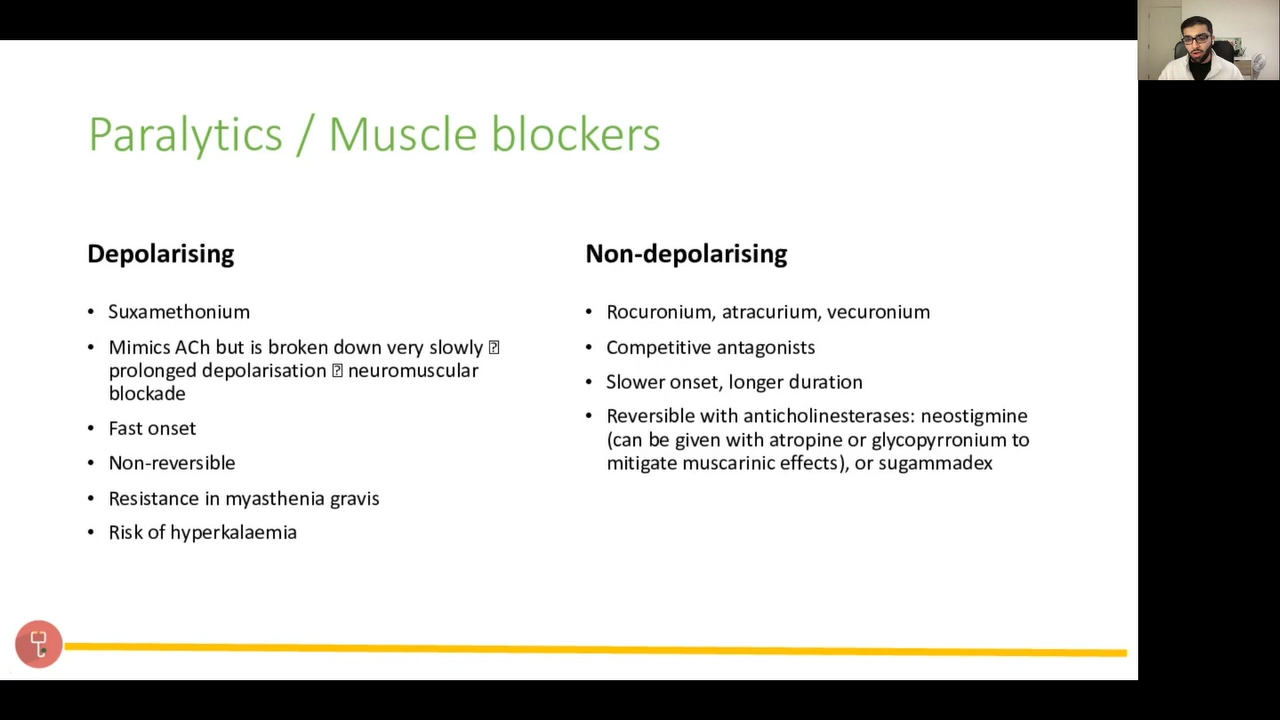 Paralytics / Muscle blockers
Depolarising
• Suxamethonium
• Mimics ACh but is broken down very slowly ⍰
prolonged depolarisation ⍰ neuromuscular
blockade
• Fast onset
• Non-reversible
• Resistance in myasthenia gravis
• Risk of hyperkalaemia
Non-depolarising
• Rocuronium, atracurium, vecuronium
• Competitive antagonists
• Slower onset, longer duration
• Reversible with anticholinesterases: neostigmine
(can be given with atropine or glycopyrronium to
mitigate muscarinic effects), or sugammadex